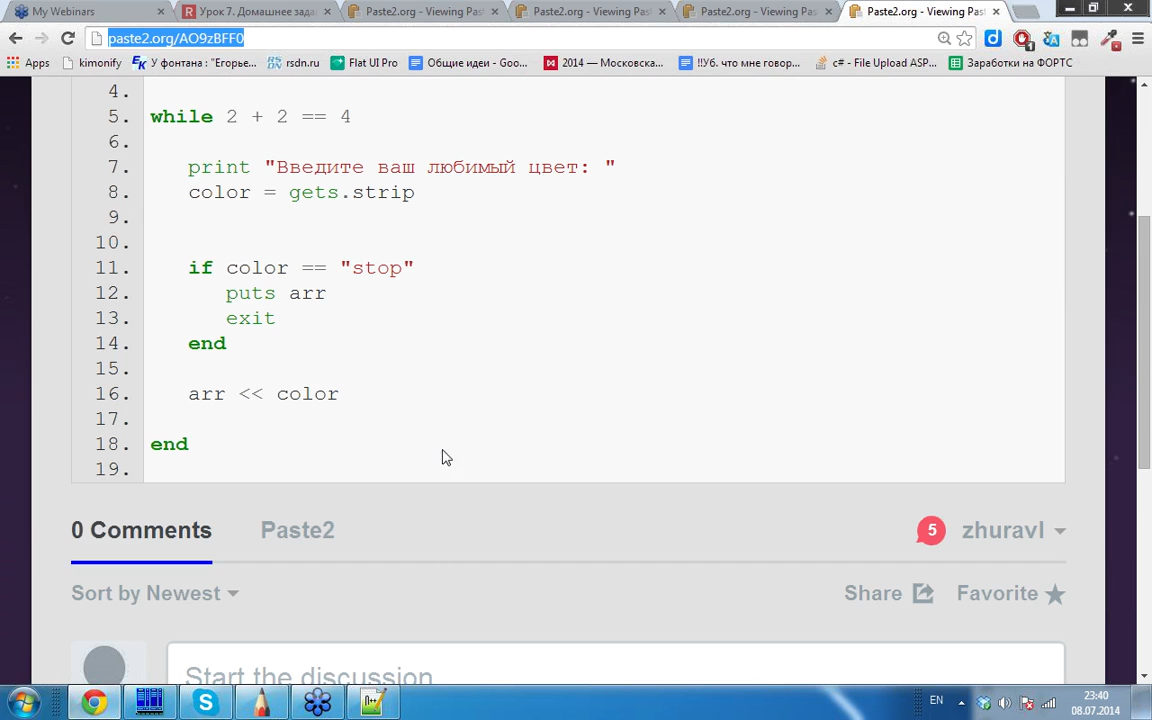 My Webinars
Урок 7. Домашнее зада
Paste2.org - Viewing Pas
Paste2.org - Viewing Pas
Paste2.org - Viewing Pas
Paste2.org - Viewing Pas
paste2.org/AO9zBFF0
Apps
kimonify
У фонтана : "Егорье...
rsdn.ru
Flat UI Pro
Общие идеи - Goo...
2014 — Московска...
!!У6. что мне говор...
c# - File Upload ASP...
Заработки на ФОРТС
4.
5. while 2 + 2 == 4
6.
7. print "Введите ваш любимый цвет: "
8. color = gets.strip
9.
10.
11. if color == "stop"
12. puts arr
13. exit
14. end
15.
16. arr << color
17.
18. end
19.
0 Comments
Paste2
5
zhuravl
Sort by Newest
Share
Favorite
Start the discussion
EN
23:40
08.07.2014